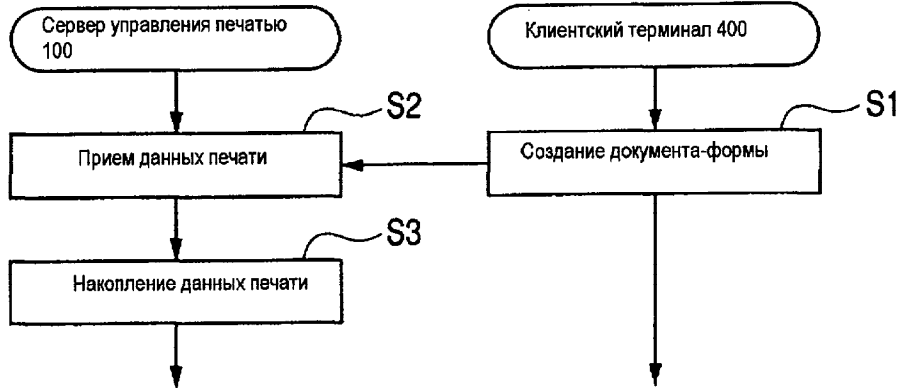 Сервер управления печатью
100
Клиентский терминал 400
S2
S1
Прием данных печати
Создание документа-формы
S3
Накопление данных печати